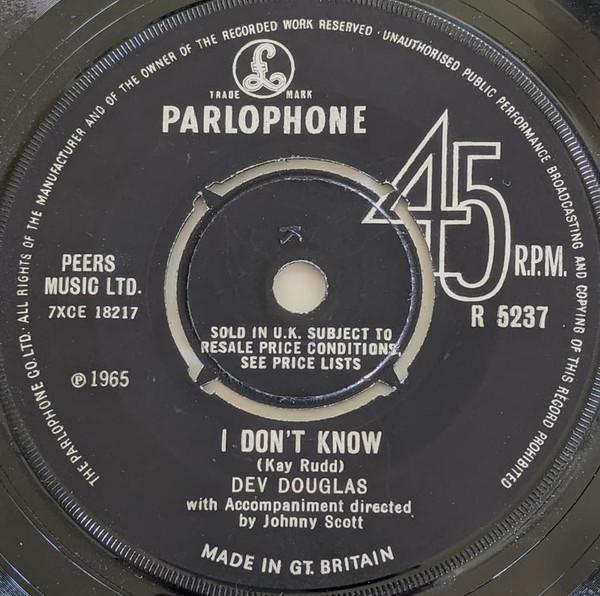 THE PARLOPHONE CO.LTD. · ALL RIGHTS OF THE MANUFACTURER AND OF THE OWNER OF THE RECORDED WORK RESERVED · UNAUTHORISED PUBLIC PERFORMANCE BROADCASTING AND COPYING OF THIS RECORD PROHIBITED
£
TRADE MARK
PARLOPHONE
45
R.P.M.
PEERS
MUSIC LTD.
7XCE 18217
R 5237
K
SOLD IN U.K. SUBJECT TO
RESALE PRICE CONDITIONS,
SEE PRICE LISTS
℗ 1965
I DON'T KNOW
(Kay Rudd)
DEV DOUGLAS
with Accompaniment directed
by Johnny Scott
MADE IN GT. BRITAIN